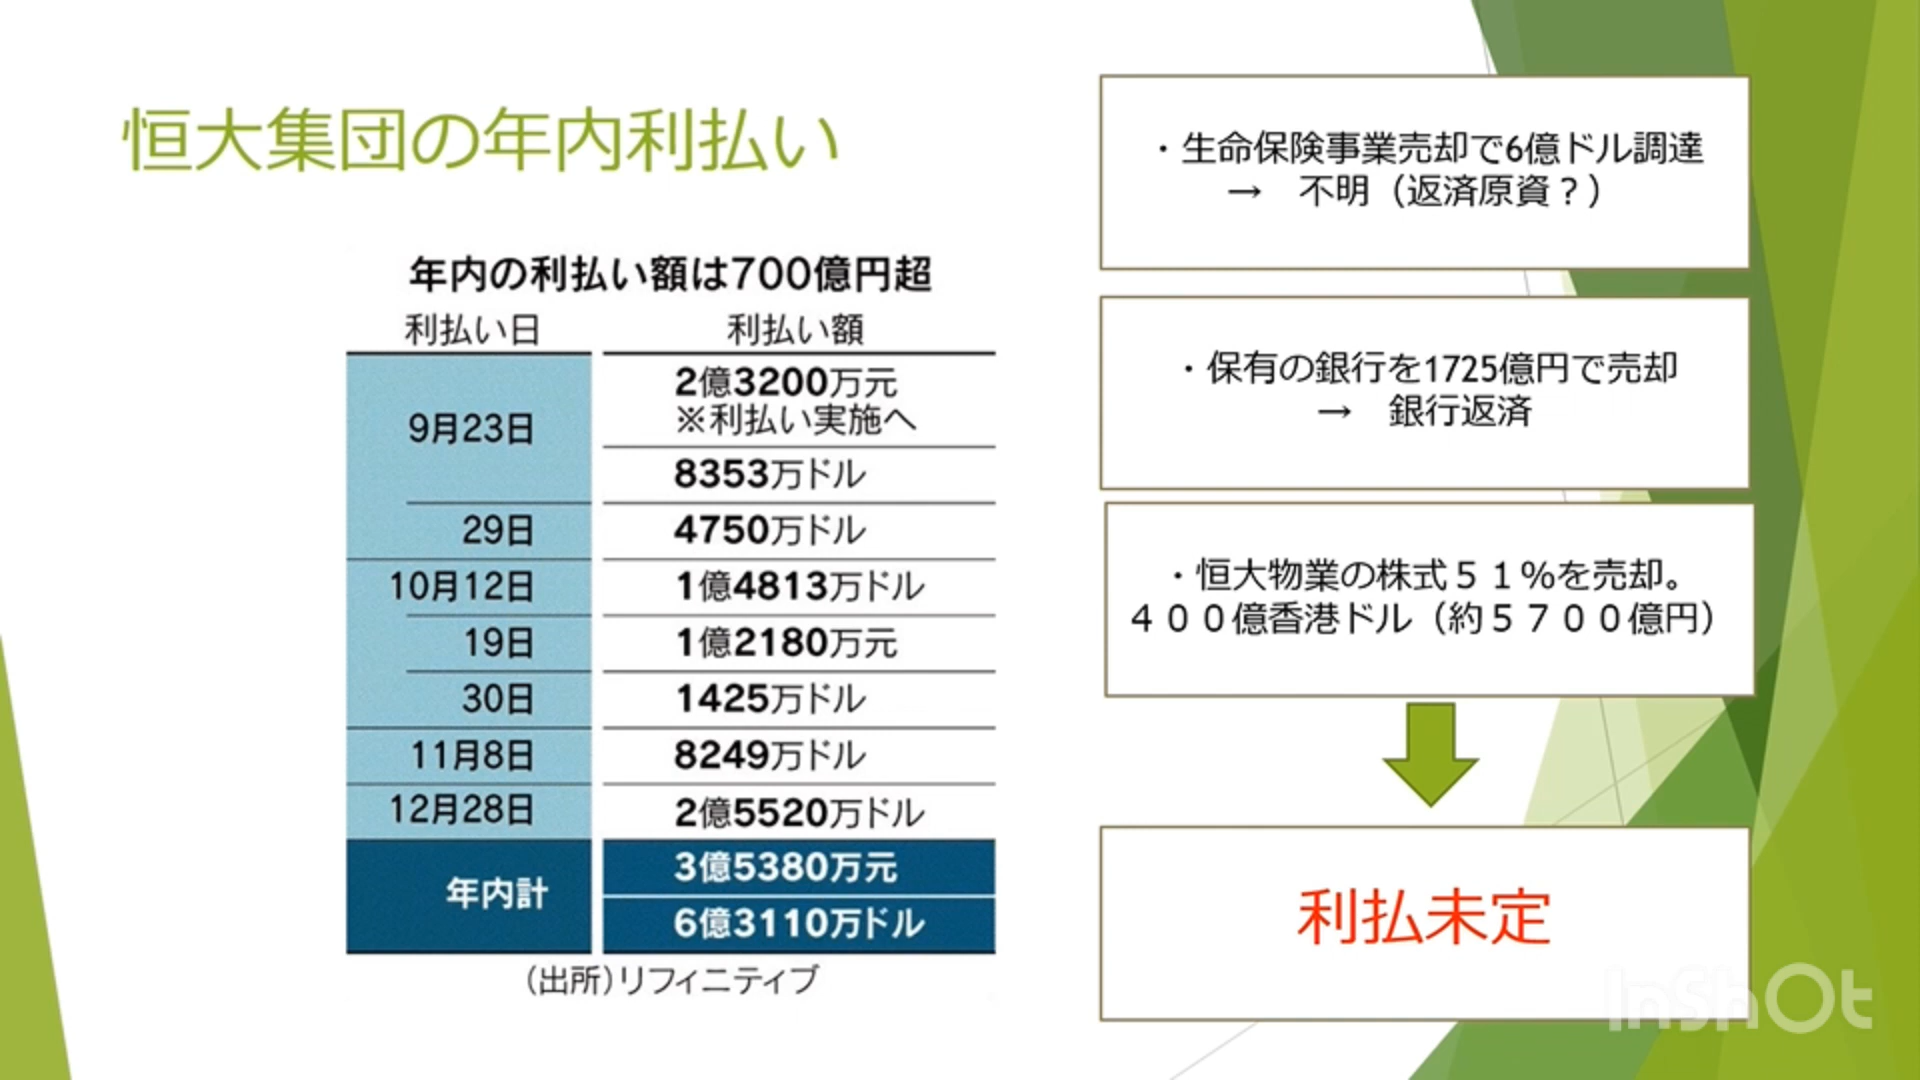 恒大集団の年内利払い
年内の利払い額は700億円超
利払い日 利払い額
9月23日 2億3200万元
※利払い実施へ
8353万ドル
29日 4750万ドル
10月12日 1億4813万ドル
19日 1億2180万元
30日 1425万ドル
11月8日 8249万ドル
12月28日 2億5520万ドル
年内計 3億5380万元
6億3110万ドル
(出所)リフィニティブ
・生命保険事業売却で6億ドル調達
→ 不明（返済原資？）
・保有の銀行を1725億円で売却
→ 銀行返済
・恒大物業の株式５１％を売却。
４００億香港ドル（約５７００億円）
利払未定
InShOt